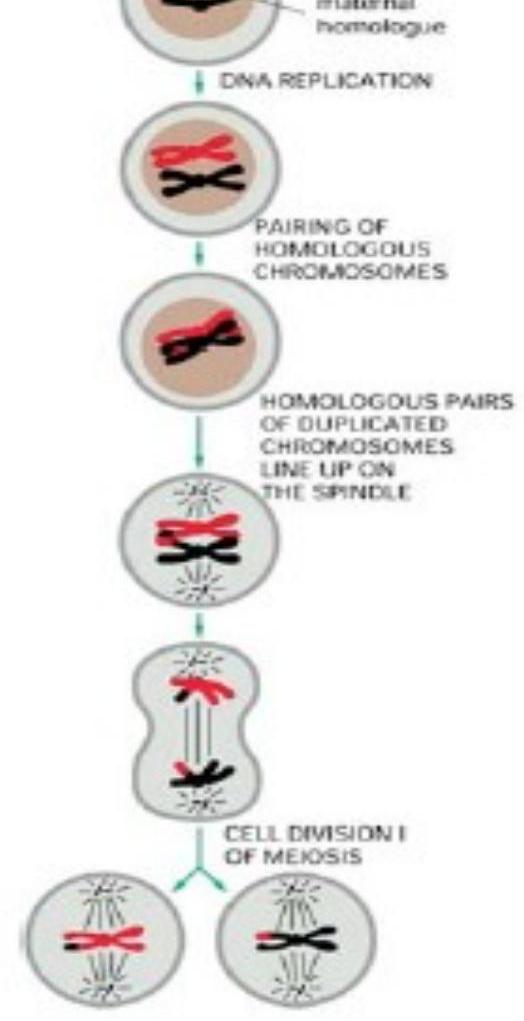 maternal
homologue
DNA REPLICATION
PAIRING OF
HOMOLOGOUS
CHROMOSOMES
HOMOLOGOUS PAIRS
OF DUPLICATED
CHROMOSOMES
LINE UP ON
THE SPINDLE
CELL DIVISION I
OF MEIOSIS